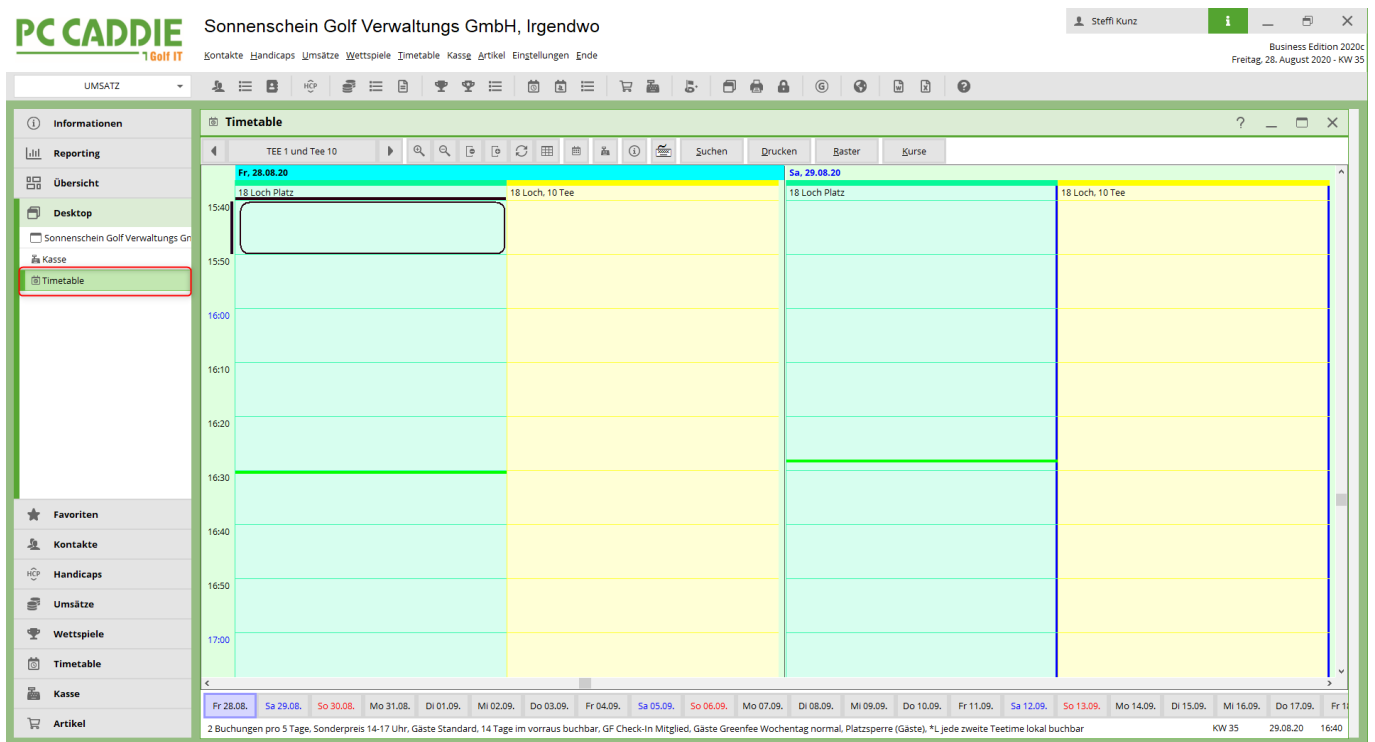 PC CADDIE
Golf IT
Sonnenschein Golf Verwaltungs GmbH, Irgendwo
Steffi Kunz
i
Business Edition 2020c
Freitag, 28. August 2020 - KW 35
Kontakte Handicaps Umsätze Wettspiele Timetable Kasse Artikel Einstellungen Ende
UMSATZ
HCP
G
W
X
?
Informationen
Reporting
Übersicht
Desktop
Sonnenschein Golf Verwaltungs Gn
Kasse
Timetable
Favoriten
Kontakte
HCP Handicaps
Umsätze
Wettspiele
Timetable
Kasse
Artikel
Timetable
?
TEE 1 und Tee 10
Suchen
Drucken
Raster
Kurse
Fr, 28.08.20
Sa, 29.08.20
18 Loch Platz
18 Loch, 10 Tee
18 Loch Platz
18 Loch, 10 Tee
15:40
15:50
16:00
16:10
16:20
16:30
16:40
16:50
17:00
Fr 28.08. Sa 29.08. So 30.08. Mo 31.08. Di 01.09. Mi 02.09. Do 03.09. Fr 04.09. Sa 05.09. So 06.09. Mo 07.09. Di 08.09. Mi 09.09. Do 10.09. Fr 11.09. Sa 12.09. So 13.09. Mo 14.09. Di 15.09. Mi 16.09. Do 17.09. Fr 1
2 Buchungen pro 5 Tage, Sonderpreis 14-17 Uhr, Gäste Standard, 14 Tage im vorraus buchbar, GF Check-In Mitglied, Gäste Greenfee Wochentag normal, Platzsperre (Gäste), *L jede zweite Teetime lokal buchbar
KW 35 29.08.20 16:40